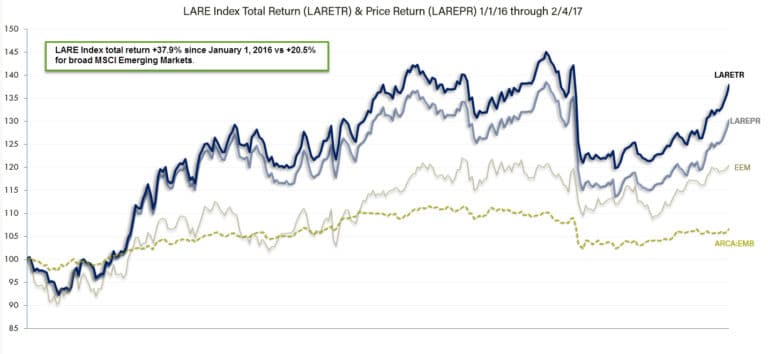 LARE Index Total Return (LARETR) & Price Return (LAREPR) 1/1/16 through 2/4/17
150
LARE Index total return +37.9% since January 1, 2016 vs +20.5%
for broad MSCI Emerging Markets.
145
140
LARETR
135
130
LAREPR
125
120
EEM
115
110
105
ARCA:EMB
100
95
90
85